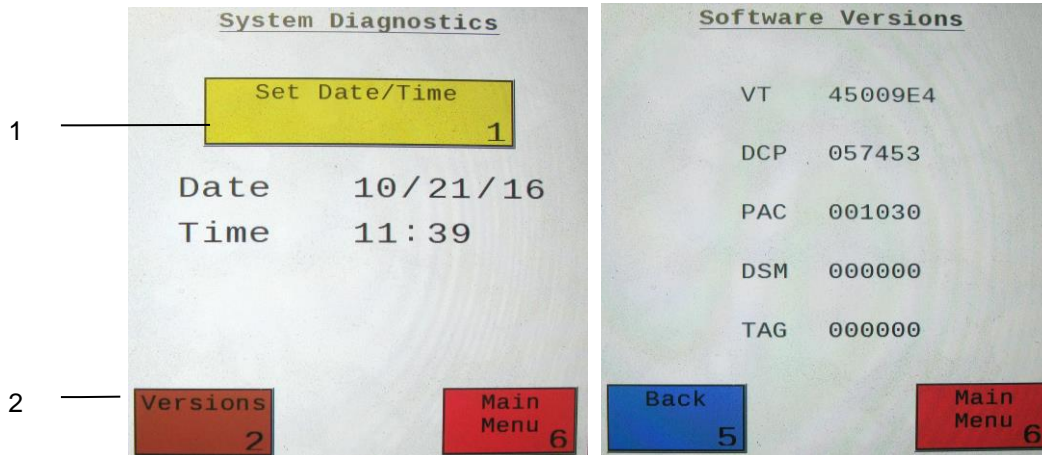 System Diagnostics
Set Date/Time
1
1
Date 10/21/16
Time 11:39
2
Versions
2
Main
Menu
6
Software Versions
VT 45009E4
DCP 057453
PAC 001030
DSM 000000
TAG 000000
Back
5
Main
Menu
6